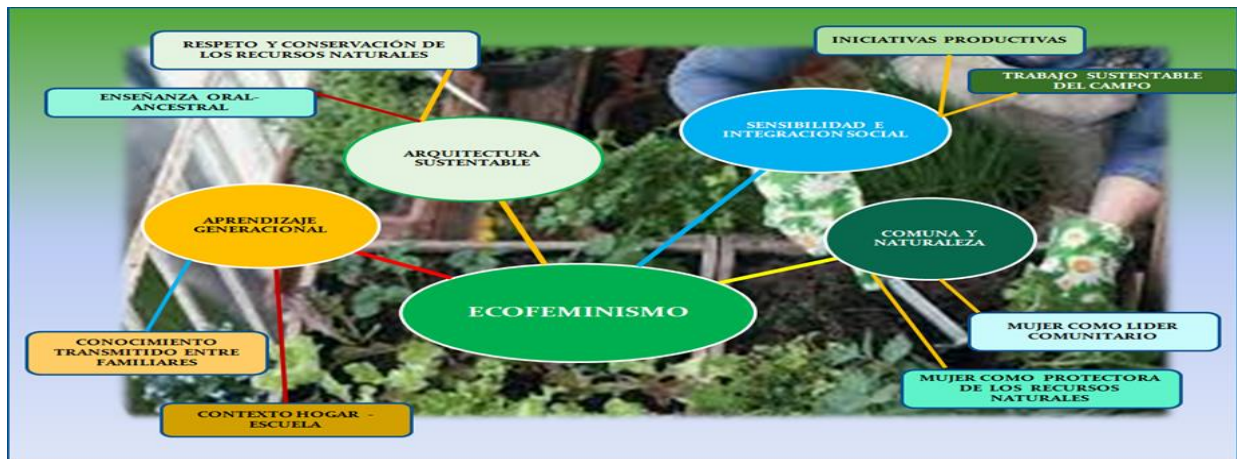 RESPETO Y CONSERVACIÓN DE
LOS RECURSOS NATURALES
INICIATIVAS PRODUCTIVAS
TRABAJO SUSTENTABLE
DEL CAMPO
ENSEÑANZA ORAL-
ANCESTRAL
SENSIBILIDAD E
INTEGRACION SOCIAL
ARQUITECTURA
SUSTENTABLE
APRENDIZAJE
GENERACIONAL
COMUNA Y
NATURALEZA
ECOFEMINISMO
CONOCIMIENTO
TRANSMITIDO ENTRE
FAMILIARES
MUJER COMO LIDER
COMUNITARIO
MUJER COMO PROTECTORA
DE LOS RECURSOS
NATURALES
CONTEXTO HOGAR -
ESCUELA